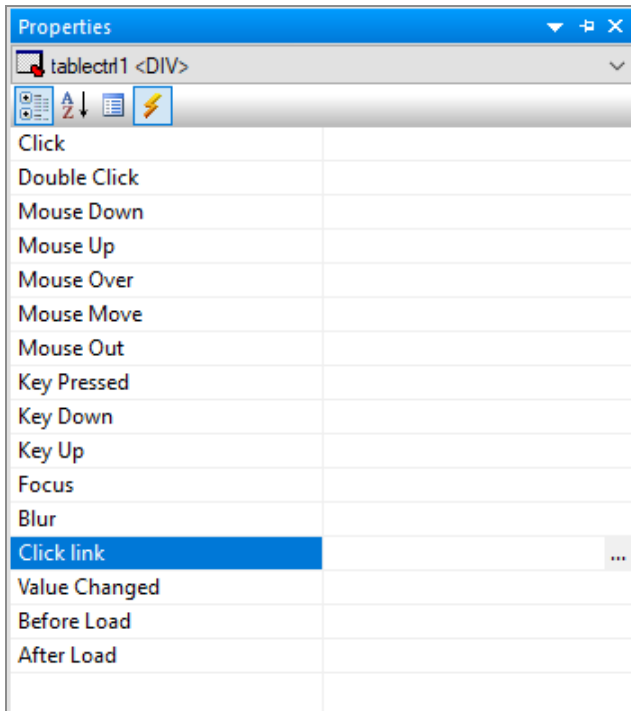 Properties
tablectrl1 <DIV>
Click
Double Click
Mouse Down
Mouse Up
Mouse Over
Mouse Move
Mouse Out
Key Pressed
Key Down
Key Up
Focus
Blur
Click link ...
Value Changed
Before Load
After Load